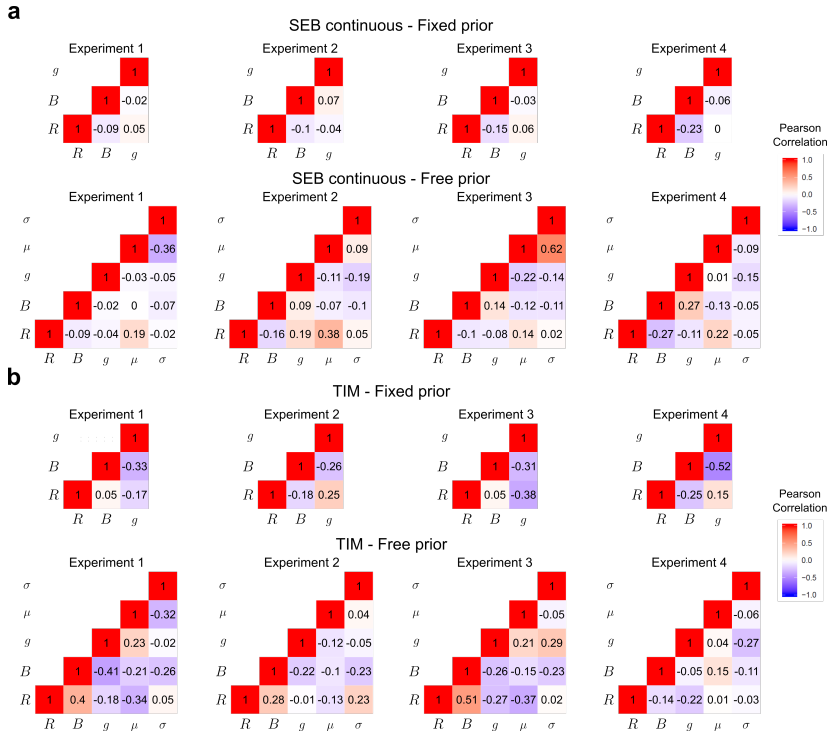 a
SEB continuous - Fixed prior
Experiment 1 Experiment 2 Experiment 3 Experiment 4
g 1 g 1 g 1 g 1
B 1 -0.02 B 1 0.07 B 1 -0.03 B 1 -0.06
R 1 -0.09 0.05 R 1 -0.1 -0.04 R 1 -0.15 0.06 R 1 -0.23 0
R B g R B g R B g R B g
Pearson
Correlation
1.0
0.5
0.0
-0.5
-1.0
SEB continuous - Free prior
Experiment 1 Experiment 2 Experiment 3 Experiment 4
σ 1 σ 1 σ 1 σ 1
μ 1 -0.36 μ 1 0.09 μ 1 0.62 μ 1 -0.09
g 1 -0.03 -0.05 g 1 -0.11 -0.19 g 1 -0.22 -0.14 g 1 0.01 -0.15
B 1 -0.02 0 -0.07 B 1 0.09 -0.07 -0.1 B 1 0.14 -0.12 -0.11 B 1 0.27 -0.13 -0.05
R 1 -0.09 -0.04 0.19 -0.02 R 1 -0.16 0.19 0.38 0.05 R 1 -0.1 -0.08 0.14 0.02 R 1 -0.27 -0.11 0.22 -0.05
R B g μ σ R B g μ σ R B g μ σ R B g μ σ
b
TIM - Fixed prior
Experiment 1 Experiment 2 Experiment 3 Experiment 4
g 1 g 1 g 1 g 1
B 1 -0.33 B 1 -0.26 B 1 -0.31 B 1 -0.52
R 1 0.05 -0.17 R 1 -0.18 0.25 R 1 0.05 -0.38 R 1 -0.25 0.15
R B g R B g R B g R B g
Pearson
Correlation
1.0
0.5
0.0
-0.5
-1.0
TIM - Free prior
Experiment 1 Experiment 2 Experiment 3 Experiment 4
σ 1 σ 1 σ 1 σ 1
μ 1 -0.32 μ 1 0.04 μ 1 -0.05 μ 1 -0.06
g 1 0.23 -0.02 g 1 -0.12 -0.05 g 1 0.21 0.29 g 1 0.04 -0.27
B 1 -0.41 -0.21 -0.26 B 1 -0.22 -0.1 -0.23 B 1 -0.26 -0.15 -0.23 B 1 -0.05 0.15 -0.11
R 1 0.4 -0.18 -0.34 0.05 R 1 0.28 -0.01 -0.13 0.23 R 1 0.51 -0.27 -0.37 0.02 R 1 -0.14 -0.22 0.01 -0.03
R B g μ σ R B g μ σ R B g μ σ R B g μ σ